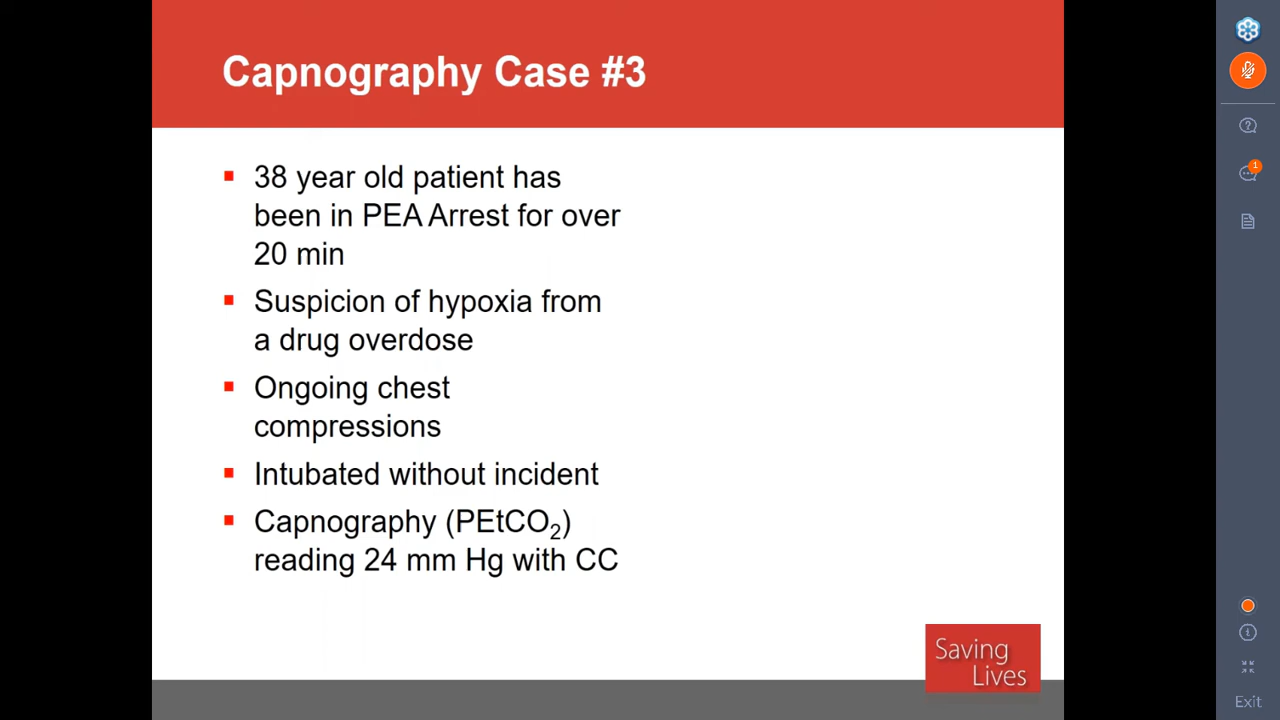 Capnography Case #3
38 year old patient has
been in PEA Arrest for over
20 min
Suspicion of hypoxia from
a drug overdose
Ongoing chest
compressions
Intubated without incident
Capnography (PEtCO₂)
reading 24 mm Hg with CC
Saving
Lives
1
Exit